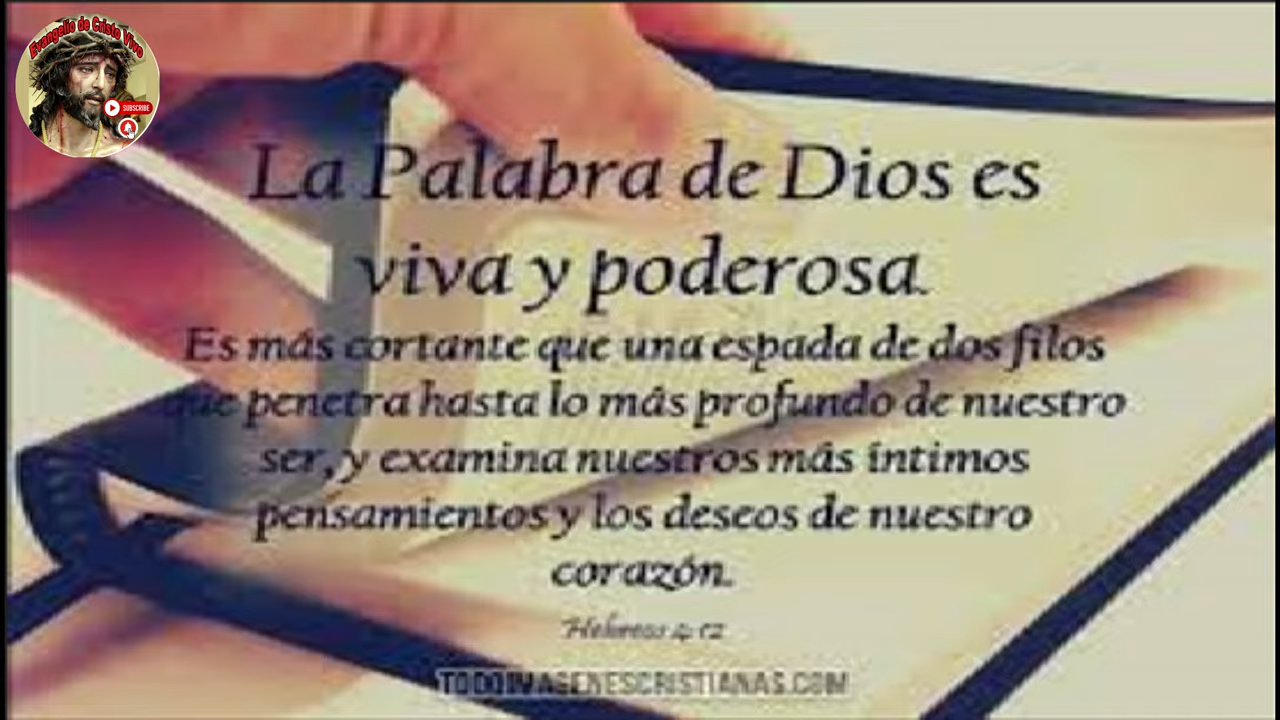 Evangelio de Cristo Vivo
SUBSCRIBE
La Palabra de Dios es
viva y poderosa.
Es más cortante que una espada de dos filos
que penetra hasta lo más profundo de nuestro
ser, y examina nuestros más íntimos
pensamientos y los deseos de nuestro
corazón.
Hebreos 4:12
TODOIMAGENESCRISTIANAS.COM